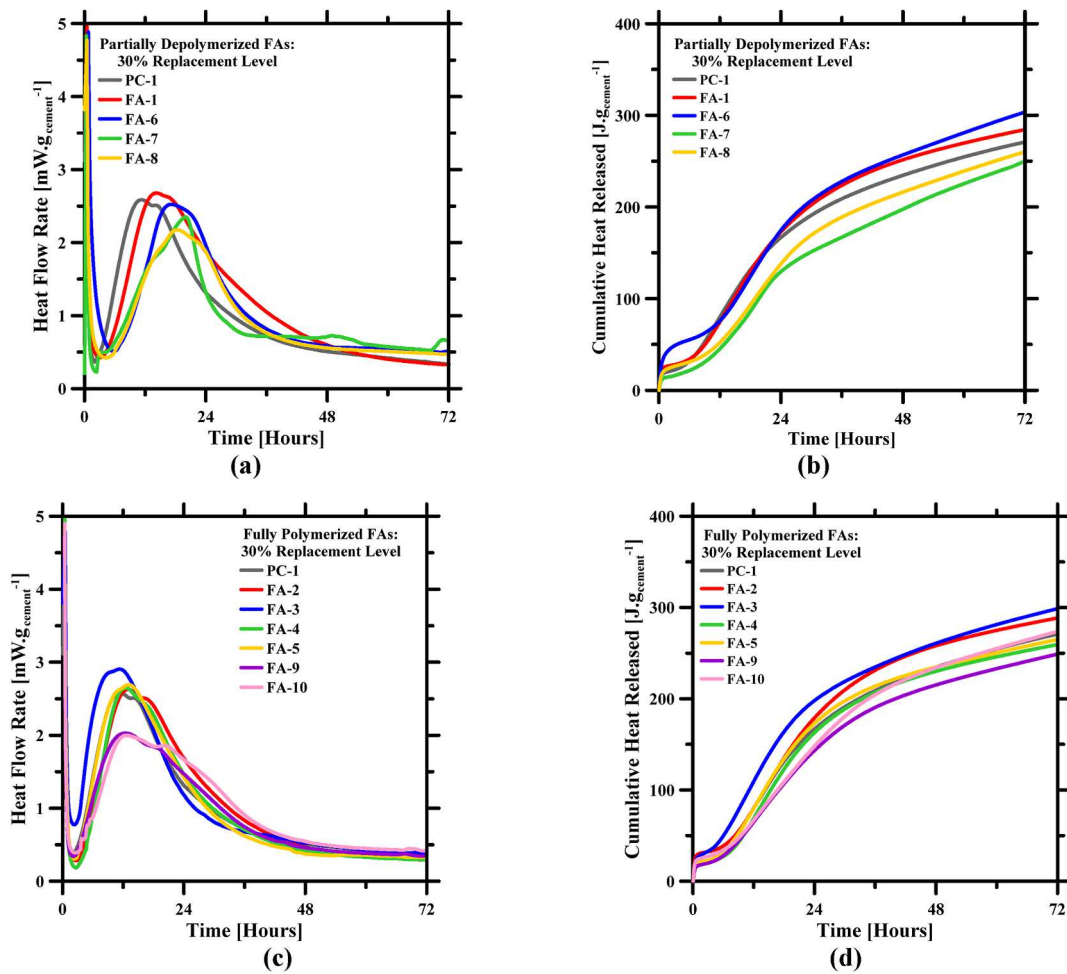 Partially Depolymerized FAs:
30% Replacement Level
PC-1
FA-1
FA-6
FA-7
FA-8
Heat Flow Rate [mW.g_cement^-1]
5
4
3
2
1
0
0
24
48
72
Time [Hours]
(a)
Partially Depolymerized FAs:
30% Replacement Level
PC-1
FA-1
FA-6
FA-7
FA-8
Cumulative Heat Released [J.g_cement^-1]
400
300
200
100
0
0
24
48
72
Time [Hours]
(b)
Fully Polymerized FAs:
30% Replacement Level
PC-1
FA-2
FA-3
FA-4
FA-5
FA-9
FA-10
Heat Flow Rate [mW.g_cement^-1]
5
4
3
2
1
0
0
24
48
72
Time [Hours]
(c)
Fully Polymerized FAs:
30% Replacement Level
PC-1
FA-2
FA-3
FA-4
FA-5
FA-9
FA-10
Cumulative Heat Released [J.g_cement^-1]
400
300
200
100
0
0
24
48
72
Time [Hours]
(d)